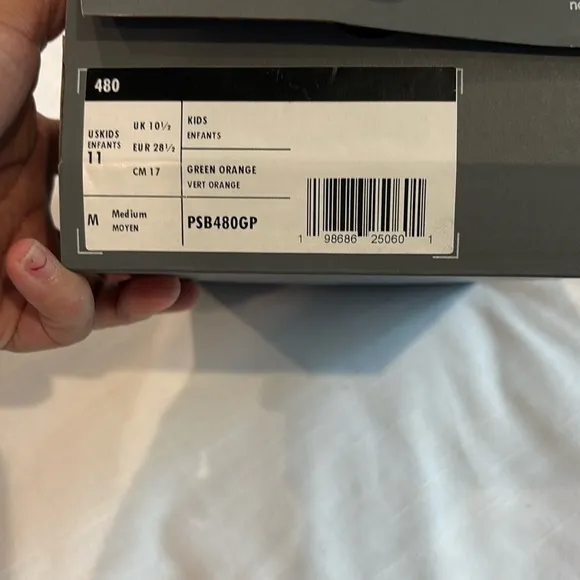 480
USKIDS
ENFANTS
11
UK 10½
EUR 28½
CM 17
KIDS
ENFANTS
GREEN ORANGE
VERT ORANGE
M Medium
MOYEN
PSB480GP
1 98686 25060 1